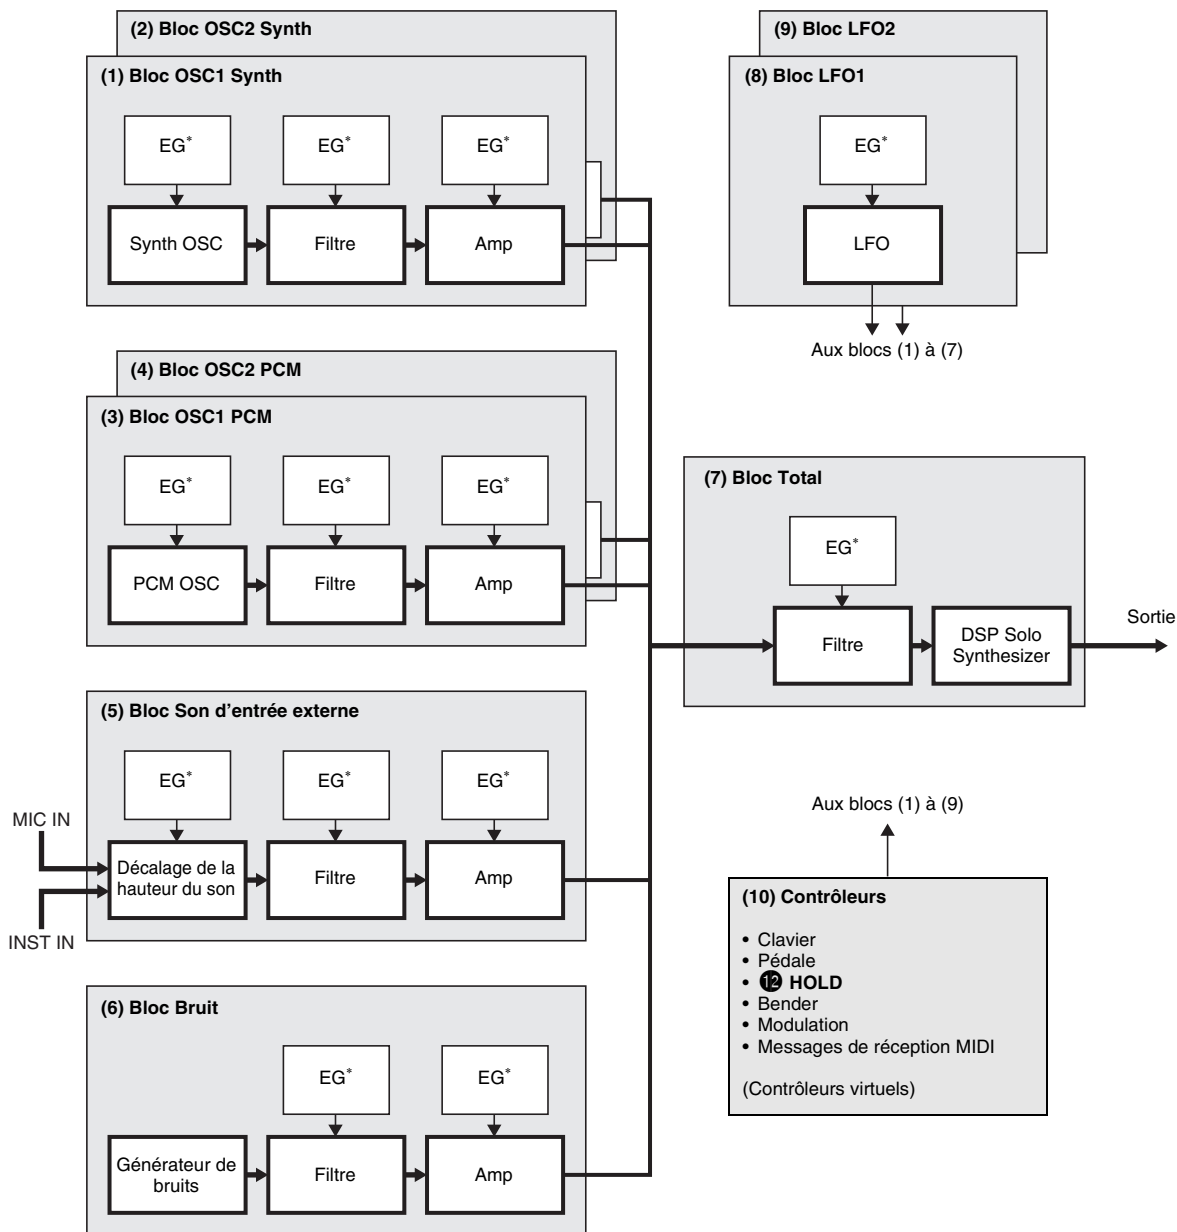 (2) Bloc OSC2 Synth
(1) Bloc OSC1 Synth
EG*
EG*
EG*
Synth OSC
Filtre
Amp
(9) Bloc LFO2
(8) Bloc LFO1
EG*
LFO
Aux blocs (1) à (7)
(4) Bloc OSC2 PCM
(3) Bloc OSC1 PCM
EG*
EG*
EG*
PCM OSC
Filtre
Amp
(7) Bloc Total
EG*
Filtre
DSP Solo
Synthesizer
Sortie
(5) Bloc Son d'entrée externe
EG*
EG*
EG*
MIC IN
INST IN
Décalage de la
hauteur du son
Filtre
Amp
Aux blocs (1) à (9)
(10) Contrôleurs
• Clavier
• Pédale
• ⓬ HOLD
• Bender
• Modulation
• Messages de réception MIDI
(Contrôleurs virtuels)
(6) Bloc Bruit
EG*
EG*
Générateur de
bruits
Filtre
Amp